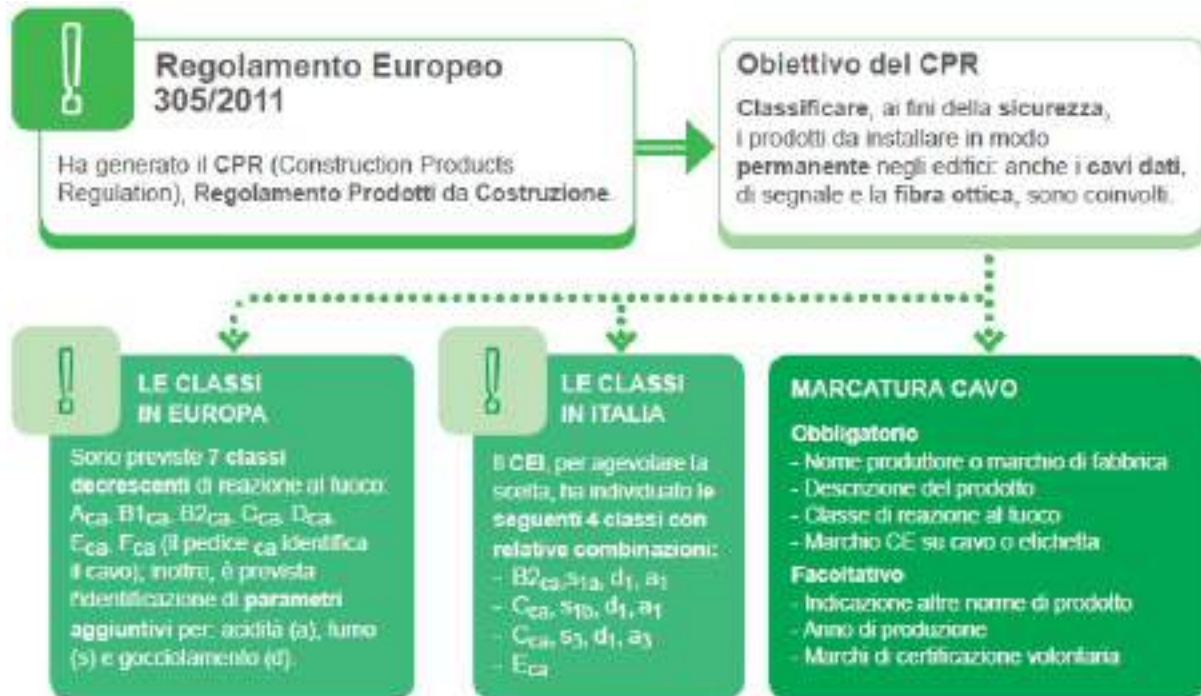 Regolamento Europeo
305/2011
Ha generato il CPR (Construction Products
Regulation), Regolamento Prodotti da Costruzione.
Obiettivo del CPR
Classificare, ai fini della sicurezza,
i prodotti da installare in modo
permanente negli edifici: anche i cavi dati,
di segnale e la fibra ottica, sono coinvolti.
LE CLASSI
IN EUROPA
Sono previste 7 classi
decrescenti di reazione al fuoco:
Aca, B1ca, B2ca, Cca, Dca,
Eca, Fca (il pedice ca identifica
il cavo); inoltre, è prevista
l'identificazione di parametri
aggiuntivi per: acidità (a), fumo
(s) e gocciolamento (d).
LE CLASSI
IN ITALIA
Il CEI, per agevolare la
scelta, ha individuato le
seguenti 4 classi con
relative combinazioni:
- B2ca,s1a, d1, a1
- Cca, s1b, d1, a1
- Cca, s3, d1, a3
- Eca
MARCATURA CAVO
Obbligatorio
- Nome produttore o marchio di fabbrica
- Descrizione del prodotto
- Classe di reazione al fuoco
- Marchio CE su cavo o etichetta
Facoltativo
- Indicazione altre norme di prodotto
- Anno di produzione
- Marchi di certificazione volontaria